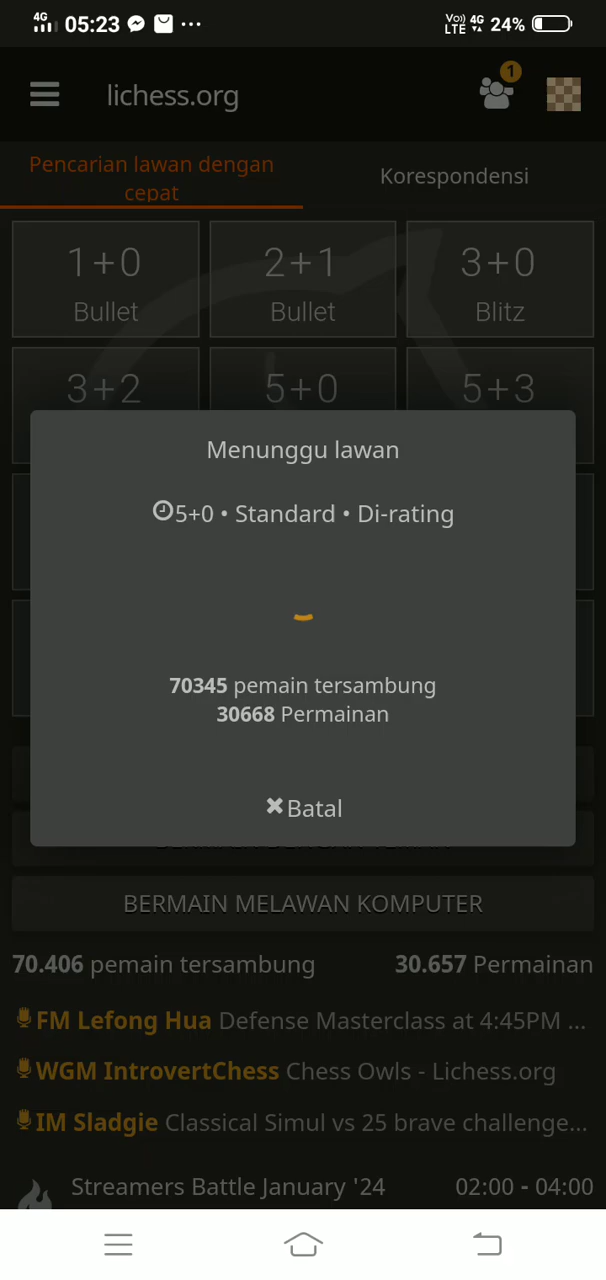 4G 05:23 ... Vo)) LTE 4G 24%
lichess.org 1
Pencarian lawan dengan cepat
Korespondensi
1+0 2+1 3+0
Bullet Bullet Blitz
3+2 5+0 5+3
Menunggu lawan
5+0 • Standard • Di-rating
70345 pemain tersambung
30668 Permainan
Batal
BERMAIN MELAWAN KOMPUTER
70.406 pemain tersambung 30.657 Permainan
FM Lefong Hua Defense Masterclass at 4:45PM ...
WGM IntrovertChess Chess Owls - Lichess.org
IM Sladgie Classical Simul vs 25 brave challenge...
Streamers Battle January '24 02:00 - 04:00